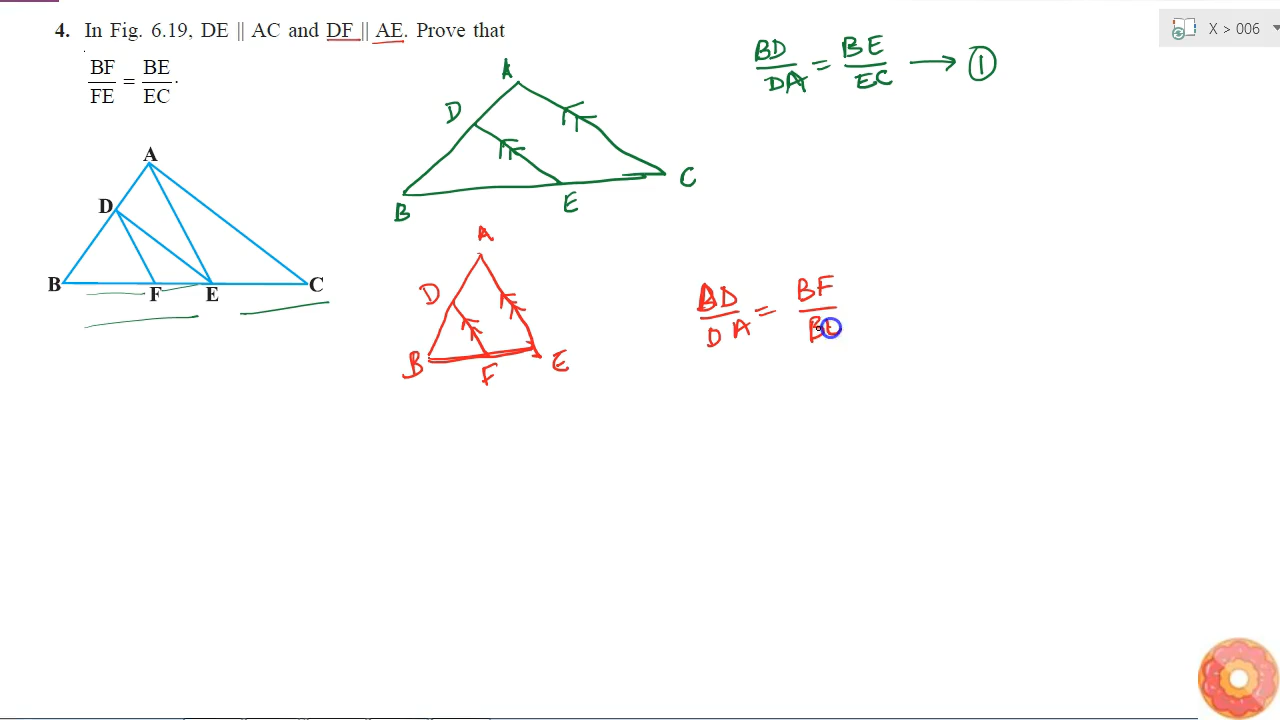 4. In Fig. 6.19, DE || AC and DF || AE. Prove that
BF/FE = BE/EC.
A
D
B
F
E
C
A
D
B
E
C
BD/DA = BE/EC → ①
A
D
B
F
E
BD/DA = BF/
X > 006